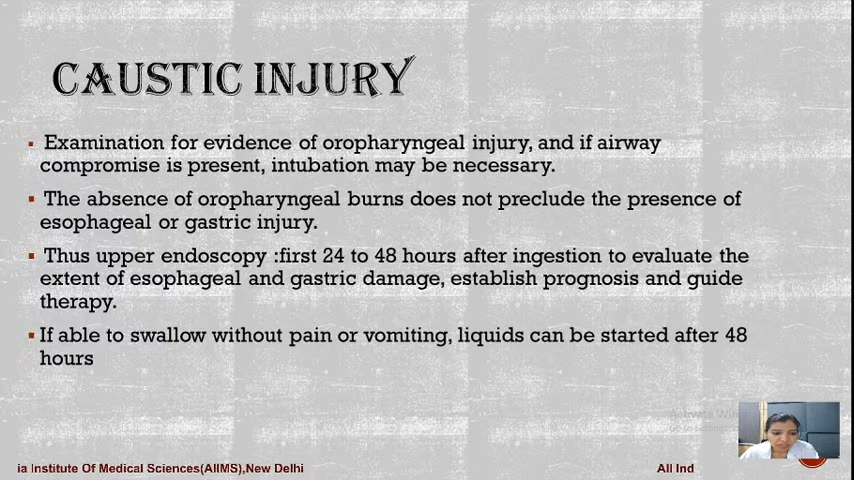 CAUSTIC INJURY
▪ Examination for evidence of oropharyngeal injury, and if airway
compromise is present, intubation may be necessary.
▪ The absence of oropharyngeal burns does not preclude the presence of
esophageal or gastric injury.
▪ Thus upper endoscopy :first 24 to 48 hours after ingestion to evaluate the
extent of esophageal and gastric damage, establish prognosis and guide
therapy.
▪ If able to swallow without pain or vomiting, liquids can be started after 48
hours
Activate Win
ia Institute Of Medical Sciences(AIIMS),New Delhi
All Ind